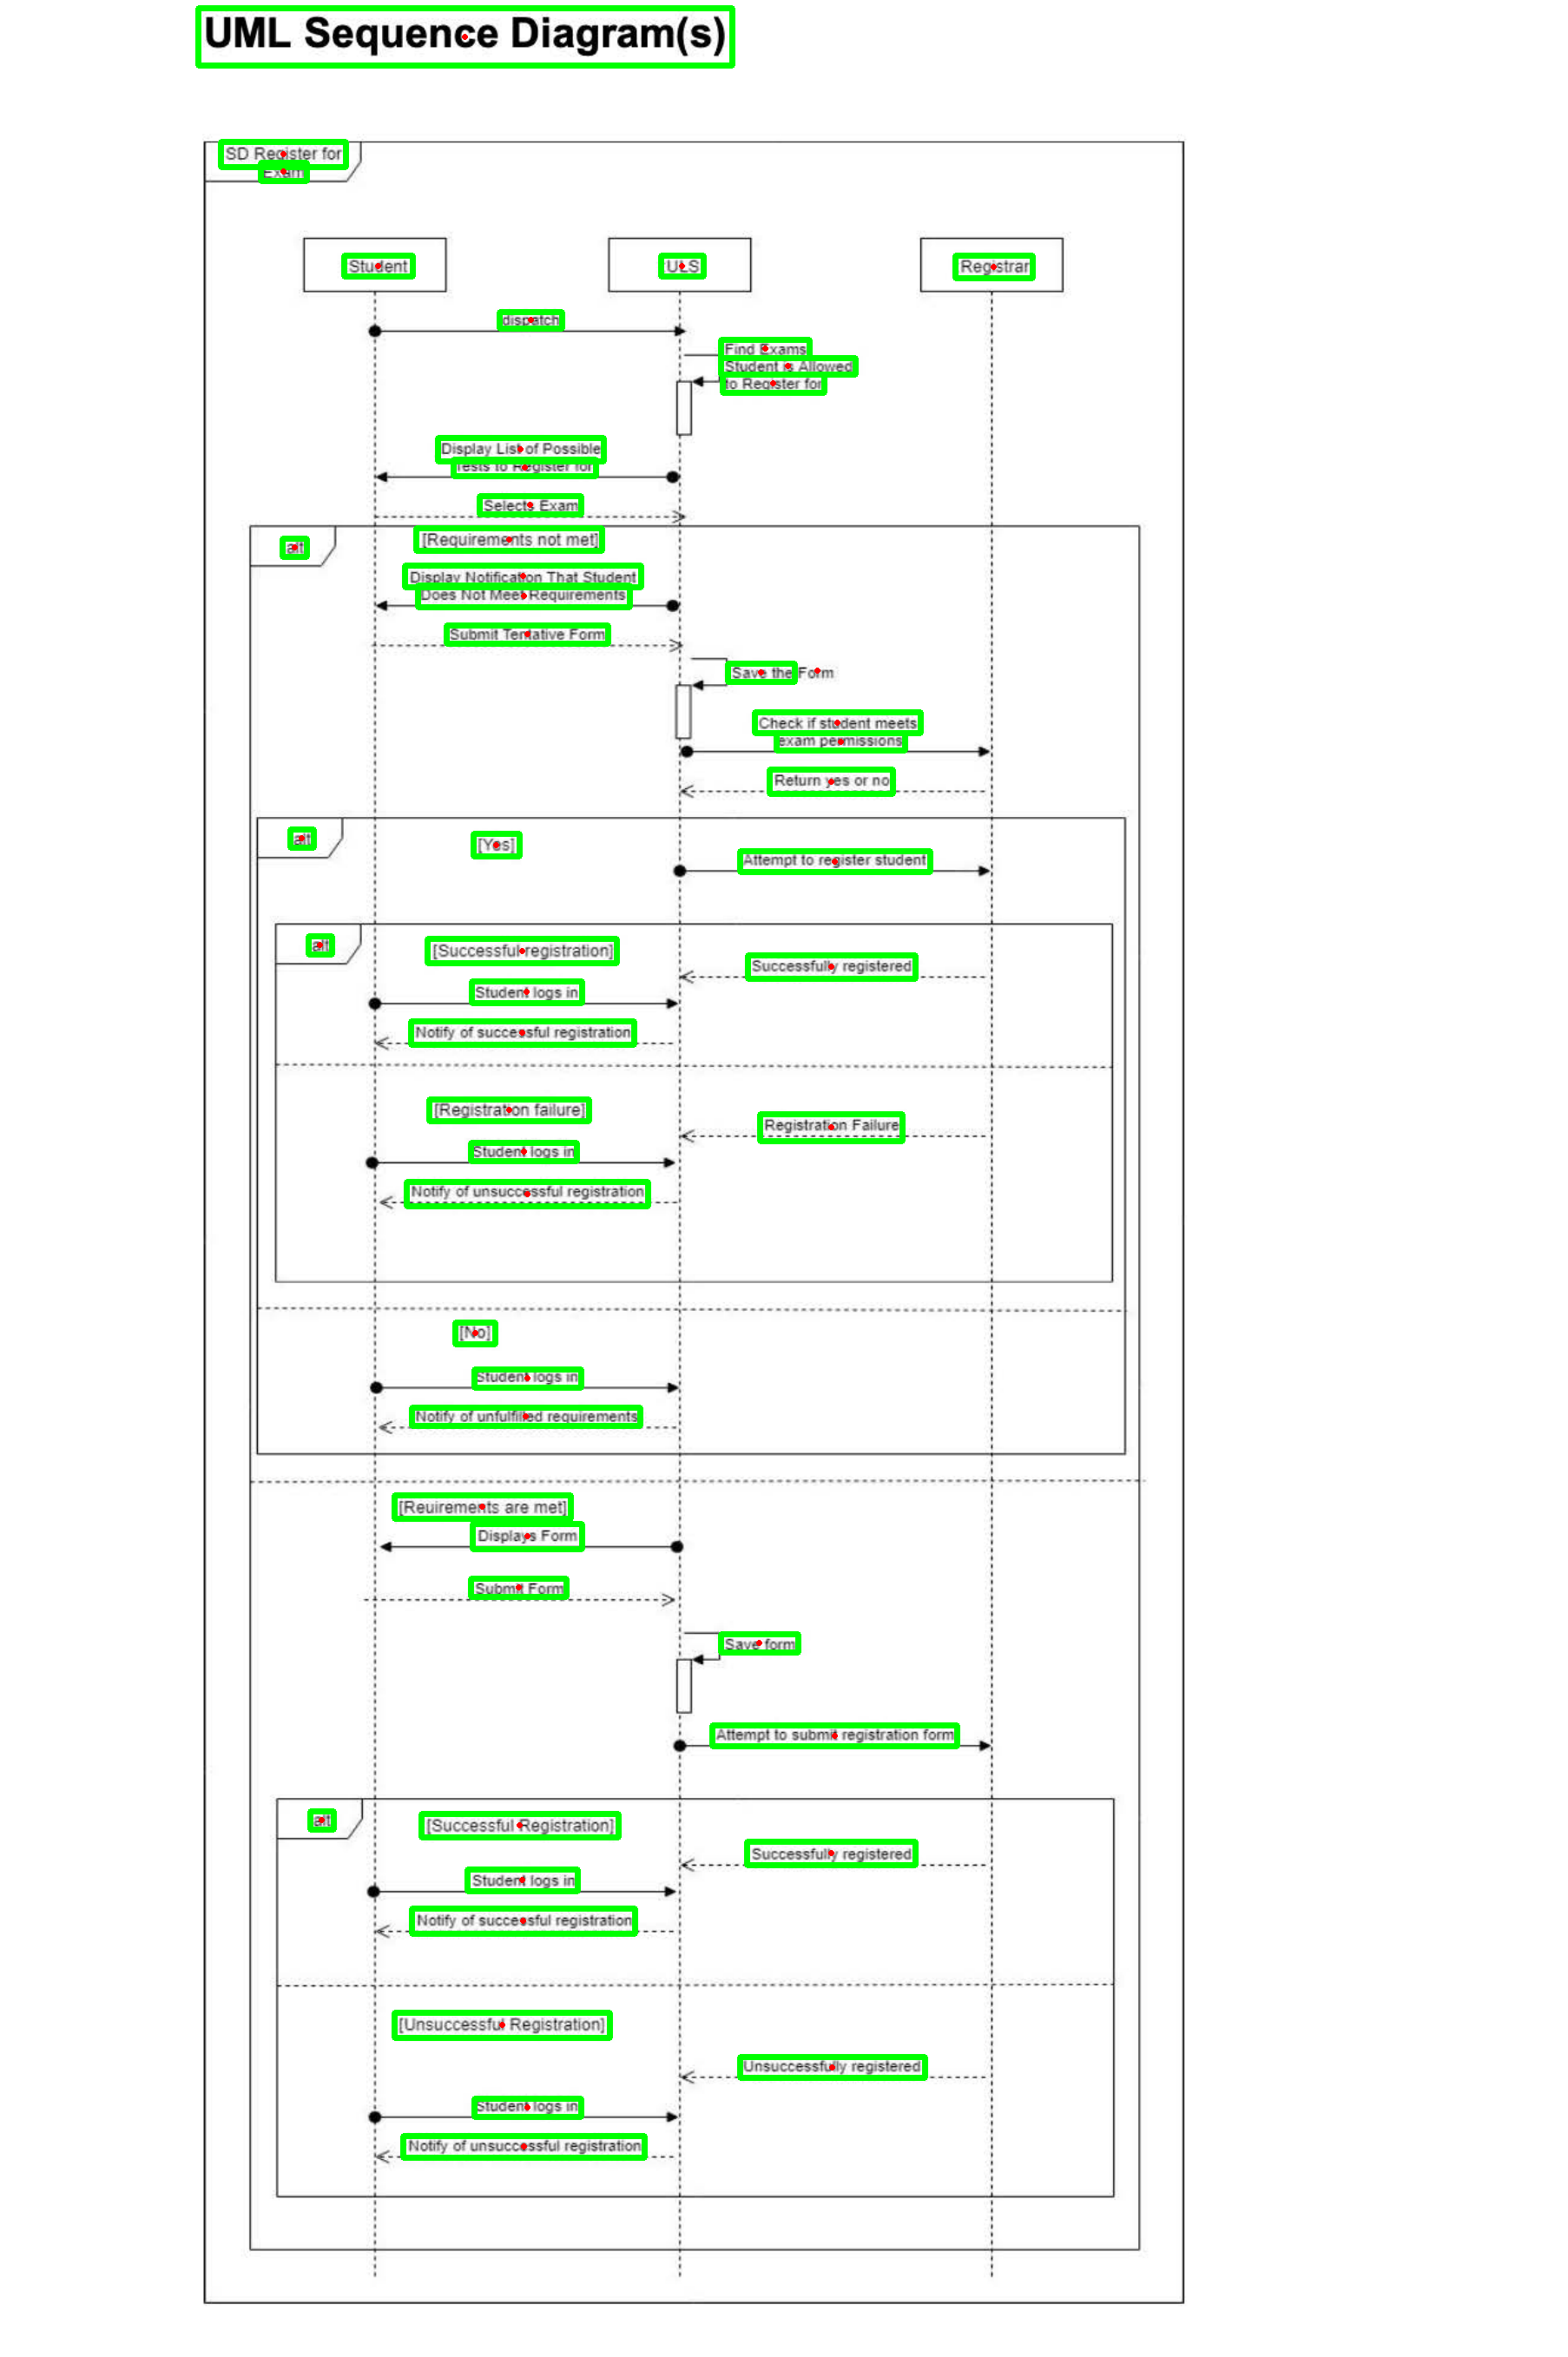 UML Sequence Diagram(s)
SD Register for
Exam
Student
ULS
Registrar
dispatch
Find Exams
Student is Allowed
to Register for
Display List of Possible
Tests to Register for
Selects Exam
alt
[Requirements not met]
Display Notification That Student
Does Not Meet Requirements
Submit Tentative Form
Save the Form
Check if student meets
exam permissions
Return yes or no
alt
[Yes]
Attempt to register student
alt
[Successful registration]
Successfully registered
Student logs in
Notify of successful registration
[Registration failure]
Registration Failure
Student logs in
Notify of unsuccessful registration
[No]
Student logs in
Notify of unfulfilled requirements
[Reuirements are met]
Displays Form
Submit Form
Save form
Attempt to submit registration form
alt
[Successful Registration]
Successfully registered
Student logs in
Notify of successful registration
[Unsuccessful Registration]
Unsuccessfully registered
Student logs in
Notify of unsuccessful registration